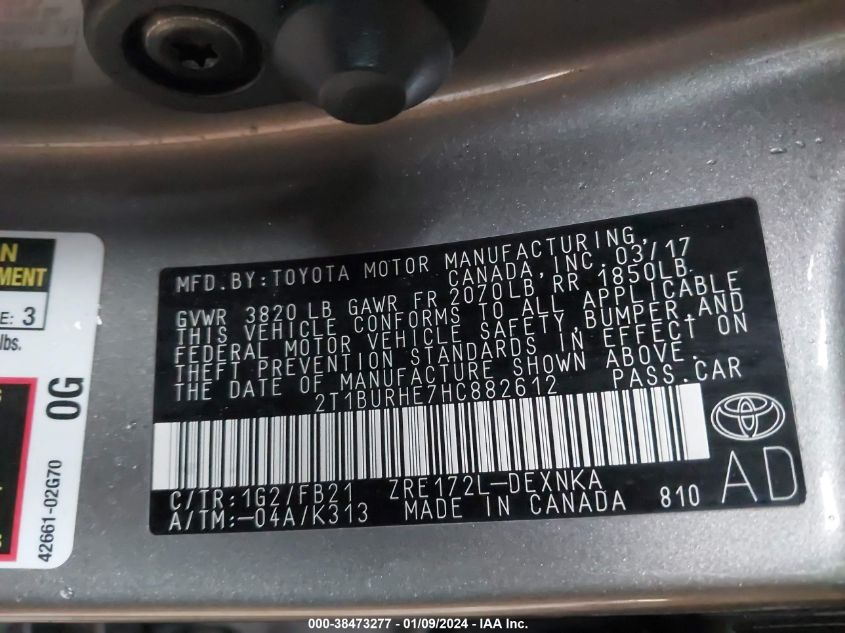 N
MENT
E: 3
lbs.
0G
42661-02G70
MFD.BY:TOYOTA MOTOR MANUFACTURING,
CANADA,INC. 03/17
GVWR 3820 LB GAWR FR 2070LB RR 1850LB
THIS VEHICLE CONFORMS TO ALL APPLICABLE
FEDERAL MOTOR VEHICLE SAFETY,BUMPER,AND
THEFT PREVENTION STANDARDS IN EFFECT ON
THE DATE OF MANUFACTURE SHOWN ABOVE.
2T1BURHE7HC882612 PASS.CAR
C/TR:1G2/FB21 ZRE172L-DEXNKA
A/TM:-04A/K313 MADE IN CANADA 810
AD
000-38473277 - 01/09/2024 - IAA Inc.